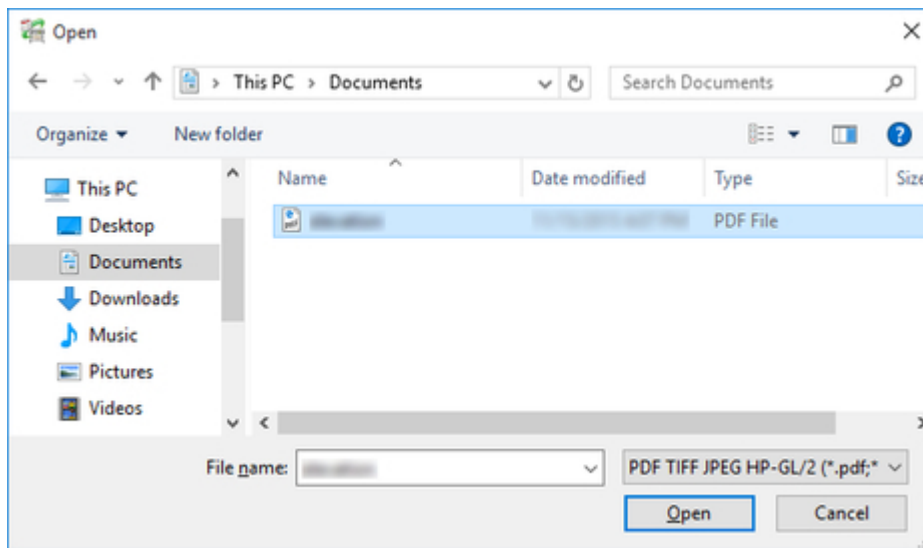 Open
This PC > Documents
Search Documents
Organize
New folder
Name
Date modified
Type
Size
This PC
Desktop
Documents
Downloads
Music
Pictures
Videos
pdf
PDF File
File name:
PDF TIFF JPEG HP-GL/2 (*.pdf;*
Open
Cancel